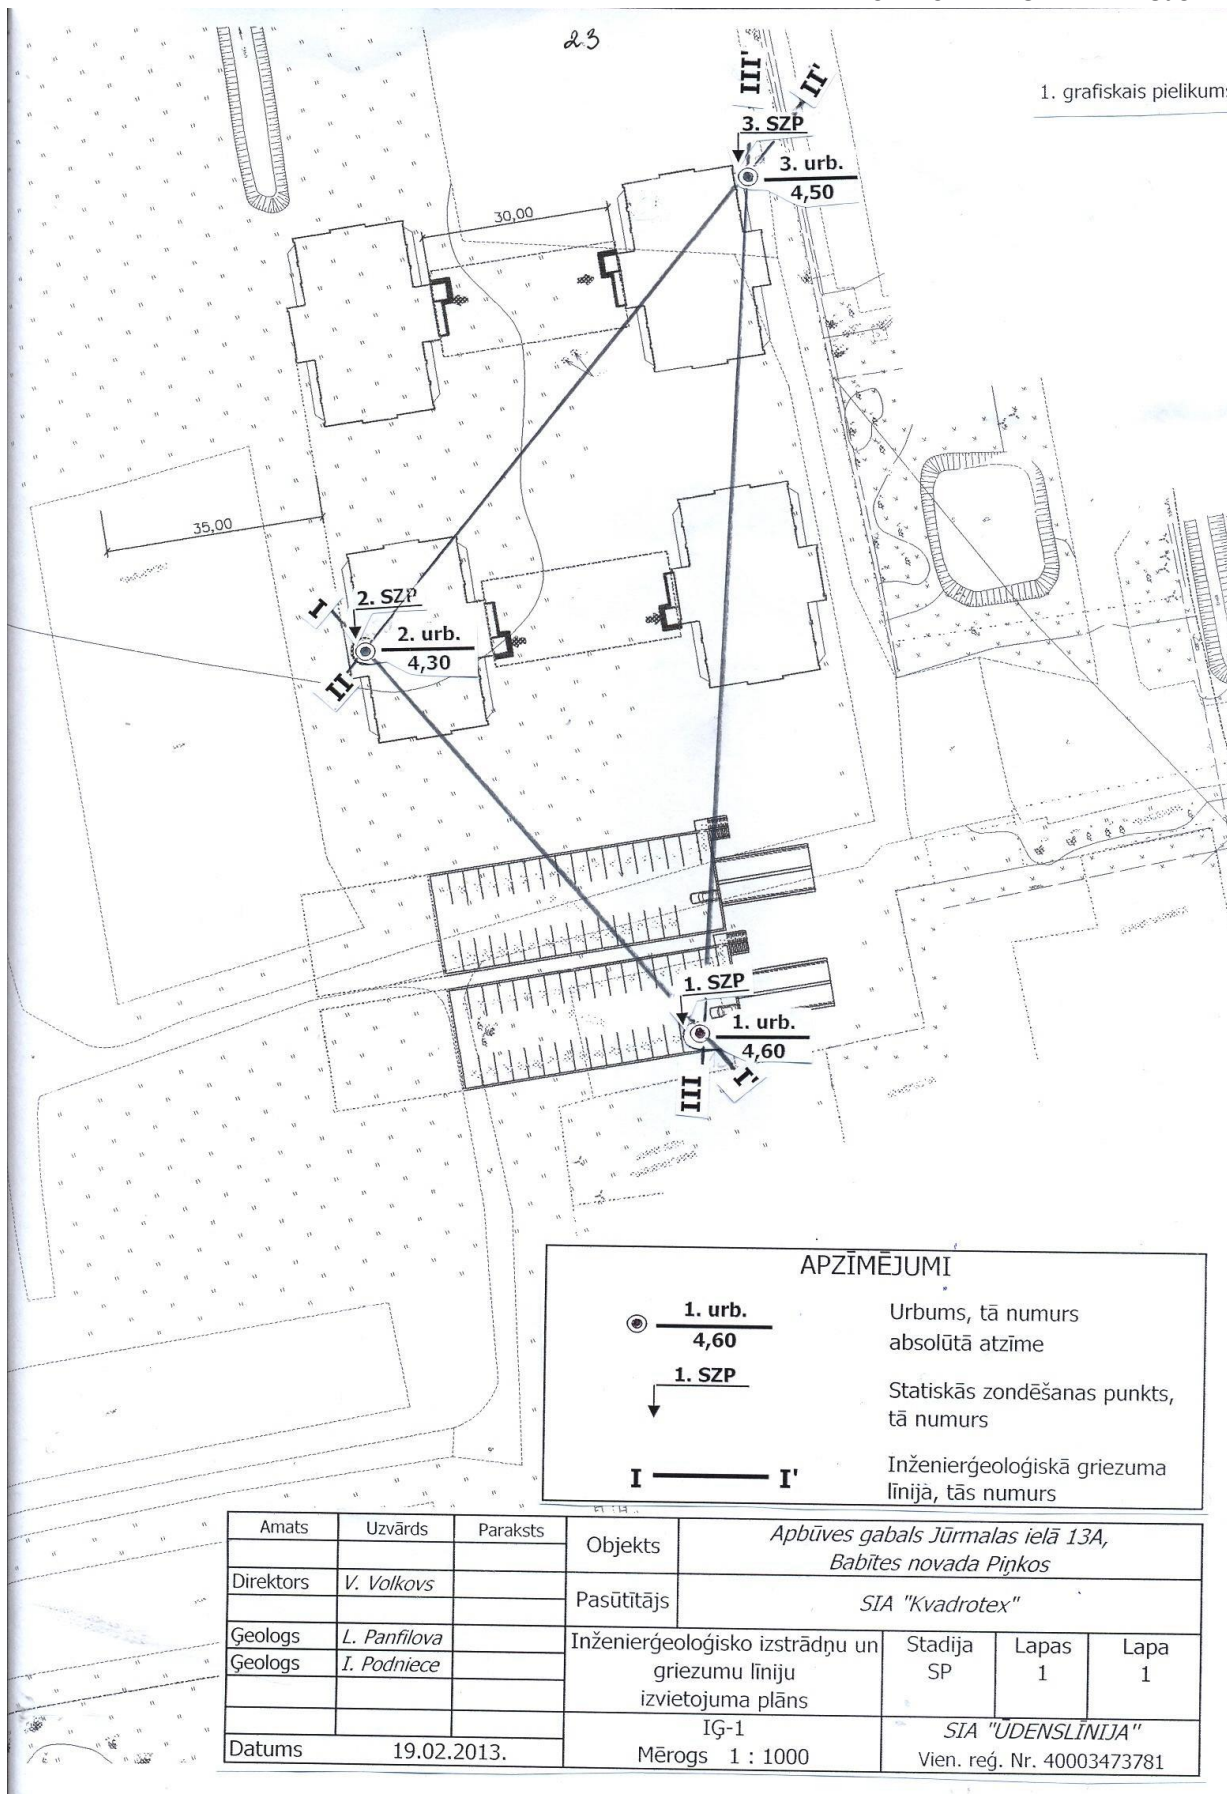 23
1. grafiskais pielikums
III'
II'
3. SZP
3. urb.
4,50
30,00
35,00
I
2. SZP
2. urb.
4,30
II
1. SZP
1. urb.
4,60
III
I'
APZĪMĒJUMI
1. urb.
4,60
Urbums, tā numurs
absolūtā atzīme
1. SZP
Statiskās zondēšanas punkts,
tā numurs
I I'
Inženierģeoloģiskā griezuma
līnija, tās numurs
Amats Uzvārds Paraksts
Objekts
Apbūves gabals Jūrmalas ielā 13A,
Babītes novada Piņkos
Direktors V. Volkovs
Pasūtītājs
SIA "Kvadrotex"
Ģeologs L. Panfilova
Ģeologs I. Podniece
Inženierģeoloģisko izstrādņu un
griezumu līniju
izvietojuma plāns
Stadija Lapas Lapa
SP 1 1
IĢ-1
Mērogs 1 : 1000
SIA "ŪDENSLĪNIJA"
Vien. reģ. Nr. 40003473781
Datums 19.02.2013.